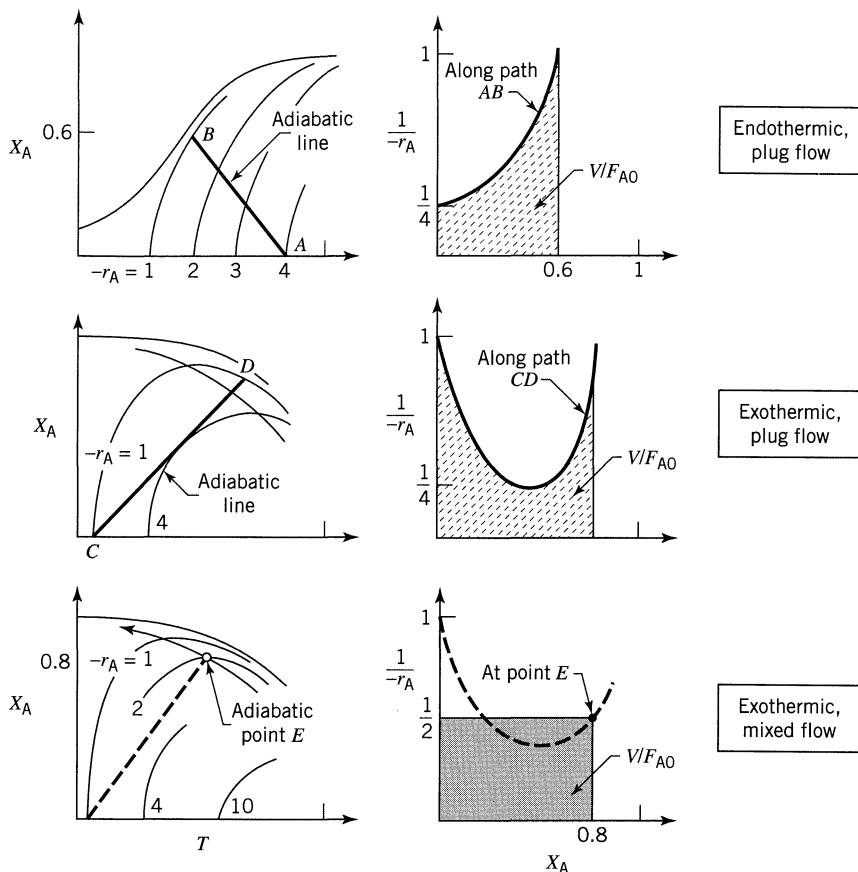 X_A
0.6
B
Adiabatic
line
A
-r_A = 1
2
3
4
1
1/-r_A
1/4
Along path
AB
V/F_A0
0.6
1
Endothermic,
plug flow
X_A
D
-r_A = 1
Adiabatic
line
4
C
1
1/-r_A
1/4
Along path
CD
V/F_A0
1
Exothermic,
plug flow
0.8
X_A
-r_A = 1
2
Adiabatic
point E
4
10
T
1
1/-r_A
1/2
At point E
V/F_A0
0.8
X_A
Exothermic,
mixed flow